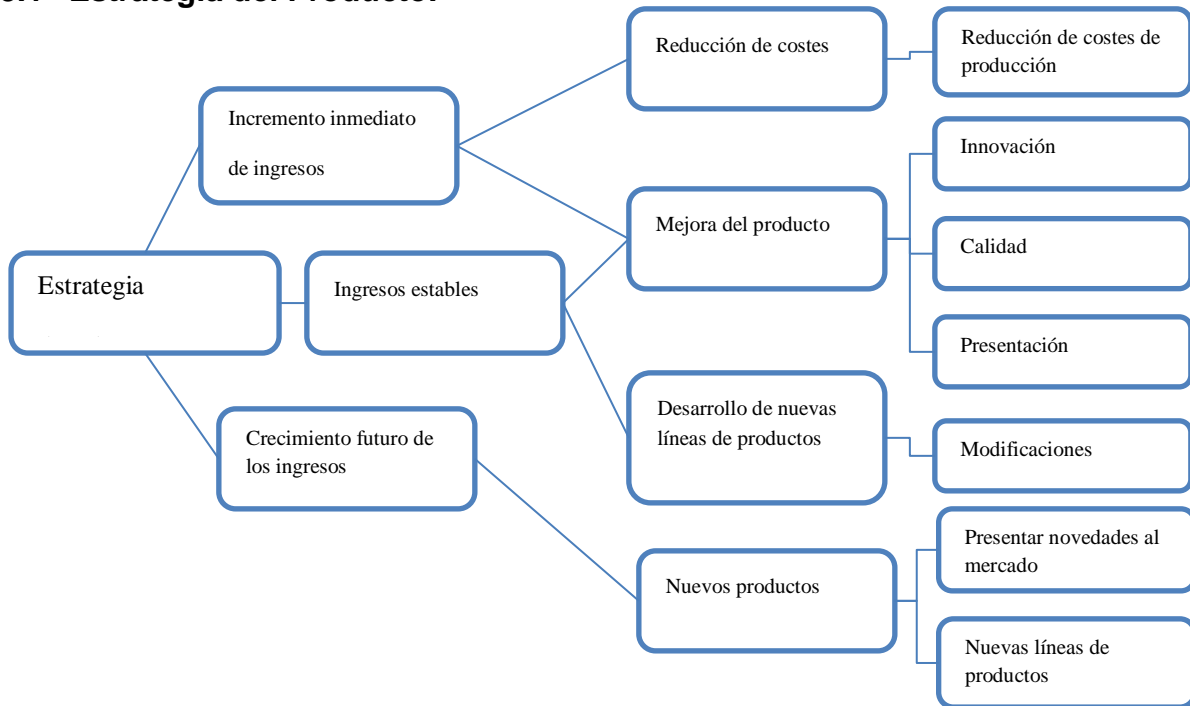 Estrategia del Producto.
Reducción de costes
Reducción de costes de
producción
Incremento inmediato
de ingresos
Innovación
Mejora del producto
Calidad
Estrategia
Ingresos estables
Presentación
Desarrollo de nuevas
líneas de productos
Crecimiento futuro de
los ingresos
Modificaciones
Presentar novedades al
mercado
Nuevos productos
Nuevas líneas de
productos